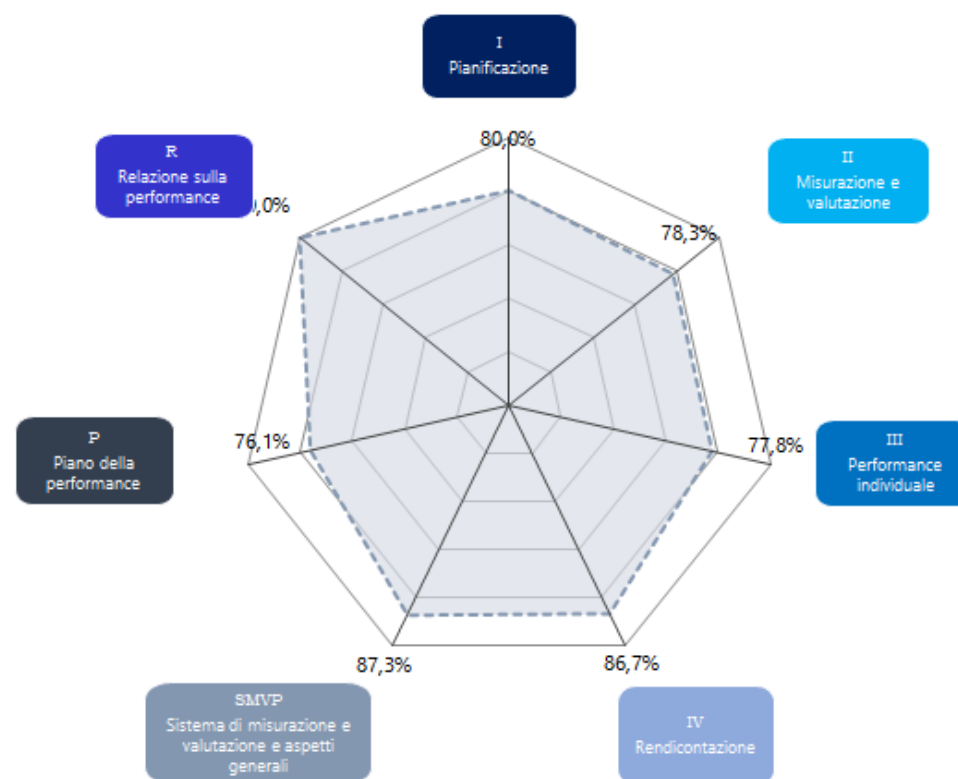 I
Pianificazione
80,0%
R
Relazione sulla
performance
II
Misurazione e
valutazione
78,3%
P
Piano della
performance
76,1%
77,8%
III
Performance
individuale
87,3%
86,7%
SMVP
Sistema di misurazione e
valutazione e aspetti
generali
IV
Rendicontazione